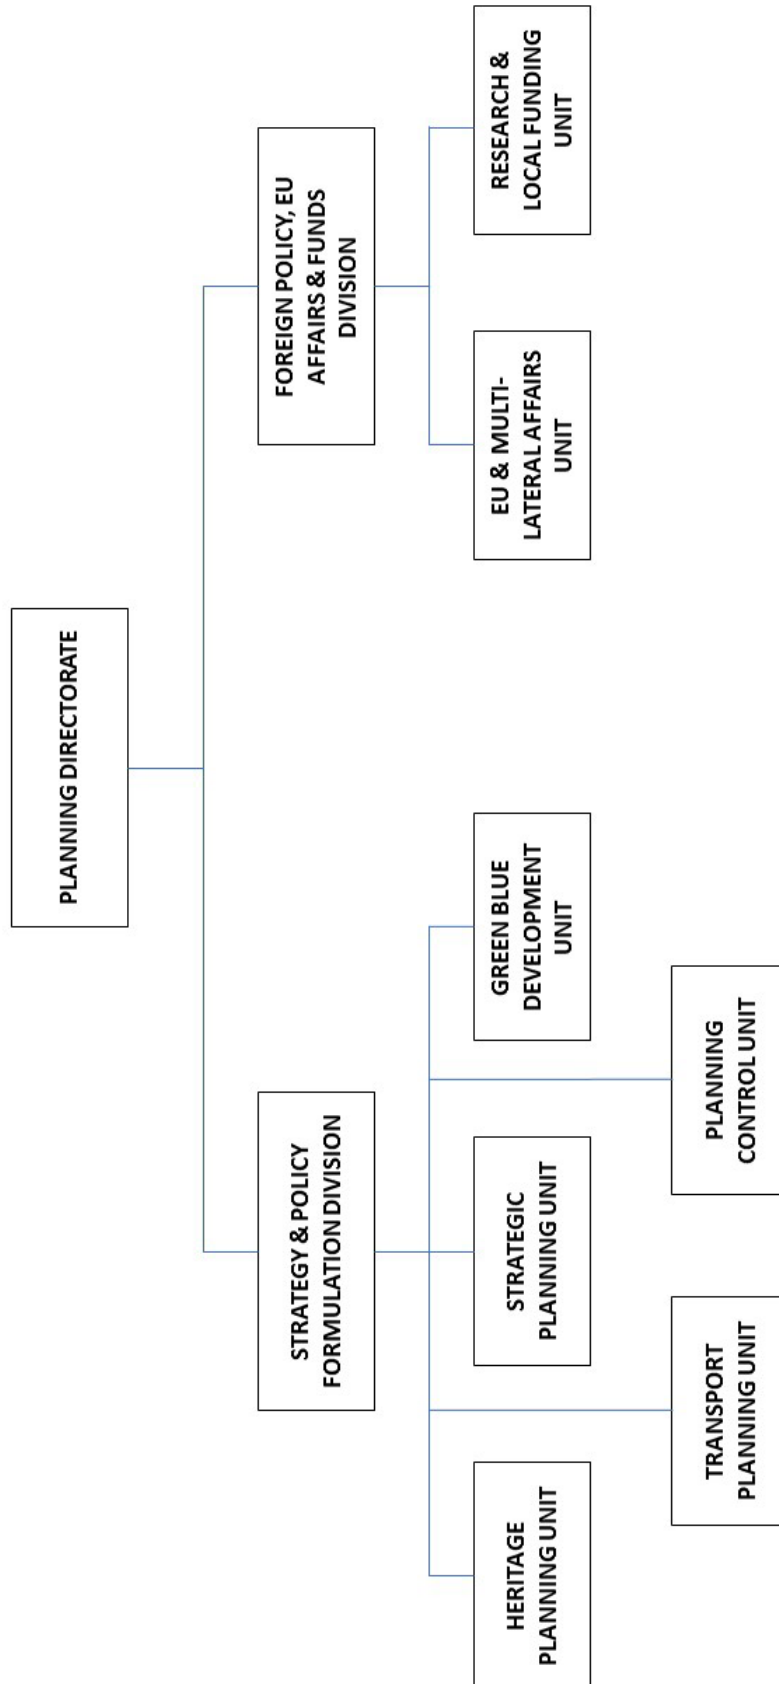 PLANNING DIRECTORATE
STRATEGY & POLICY
FORMULATION DIVISION
FOREIGN POLICY, EU
AFFAIRS & FUNDS
DIVISION
HERITAGE
PLANNING UNIT
STRATEGIC
PLANNING UNIT
GREEN BLUE
DEVELOPMENT
UNIT
EU & MULTI-
LATERAL AFFAIRS
UNIT
RESEARCH &
LOCAL FUNDING
UNIT
TRANSPORT
PLANNING UNIT
PLANNING
CONTROL UNIT